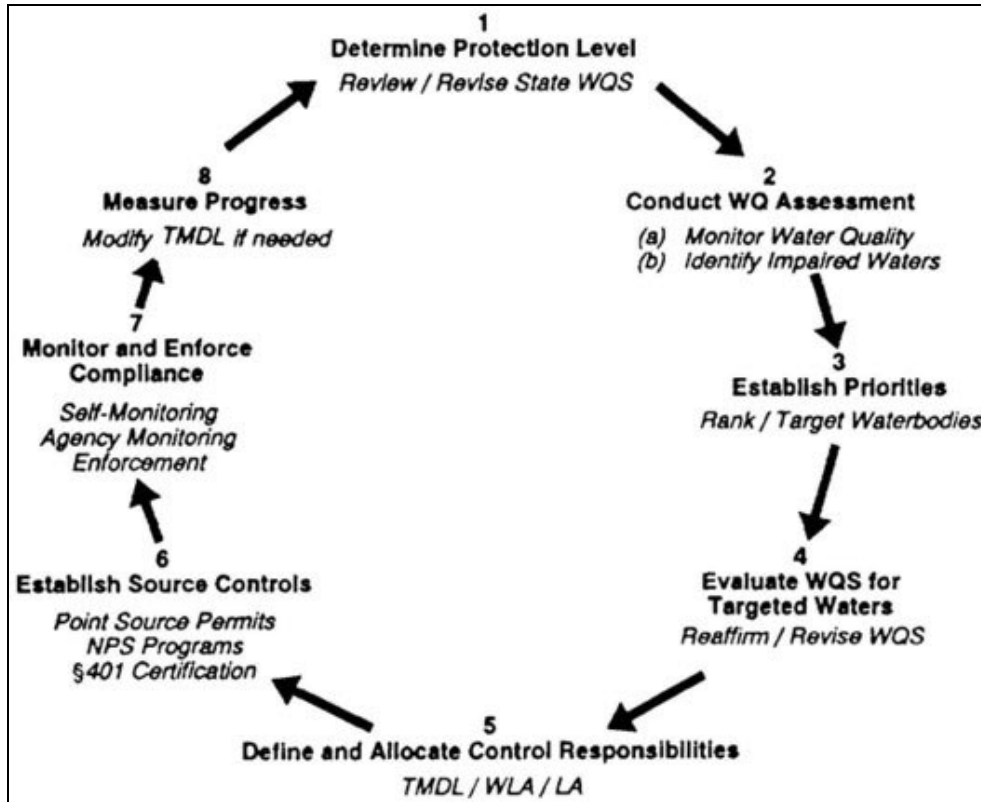 1
Determine Protection Level
Review / Revise State WQS
2
Conduct WQ Assessment
(a) Monitor Water Quality
(b) Identify Impaired Waters
3
Establish Priorities
Rank / Target Waterbodies
4
Evaluate WQS for
Targeted Waters
Reaffirm / Revise WQS
5
Define and Allocate Control Responsibilities
TMDL / WLA / LA
6
Establish Source Controls
Point Source Permits
NPS Programs
§401 Certification
7
Monitor and Enforce
Compliance
Self-Monitoring
Agency Monitoring
Enforcement
8
Measure Progress
Modify TMDL if needed